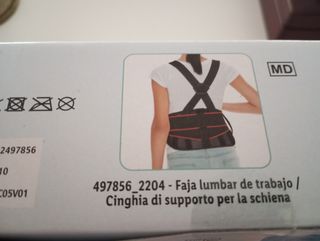 MD
2497856
10
C05V01
497856_2204 - Faja lumbar de trabajo /
Cinghia di supporto per la schiena